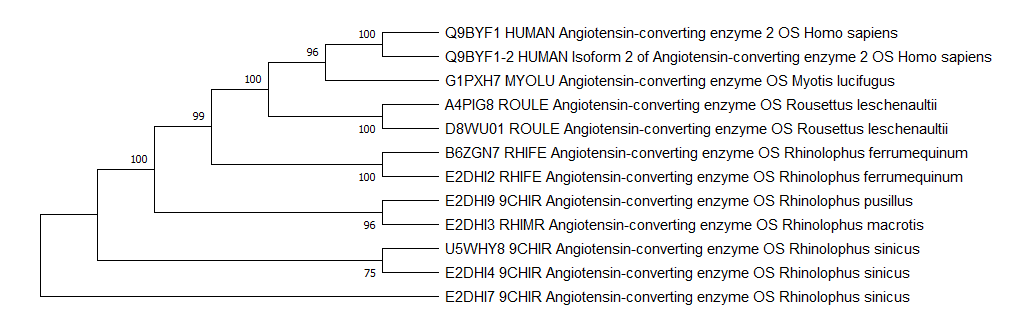 100
Q9BYF1 HUMAN Angiotensin-converting enzyme 2 OS Homo sapiens
96
Q9BYF1-2 HUMAN Isoform 2 of Angiotensin-converting enzyme 2 OS Homo sapiens
100
G1PXH7 MYOLU Angiotensin-converting enzyme OS Myotis lucifugus
A4PIG8 ROULE Angiotensin-converting enzyme OS Rousettus leschenaultii
99
100
D8WU01 ROULE Angiotensin-converting enzyme OS Rousettus leschenaultii
B6ZGN7 RHIFE Angiotensin-converting enzyme OS Rhinolophus ferrumequinum
100
100
E2DHI2 RHIFE Angiotensin-converting enzyme OS Rhinolophus ferrumequinum
E2DHI9 9CHIR Angiotensin-converting enzyme OS Rhinolophus pusillus
96
E2DHI3 RHIMR Angiotensin-converting enzyme OS Rhinolophus macrotis
U5WHY8 9CHIR Angiotensin-converting enzyme OS Rhinolophus sinicus
75
E2DHI4 9CHIR Angiotensin-converting enzyme OS Rhinolophus sinicus
E2DHI7 9CHIR Angiotensin-converting enzyme OS Rhinolophus sinicus